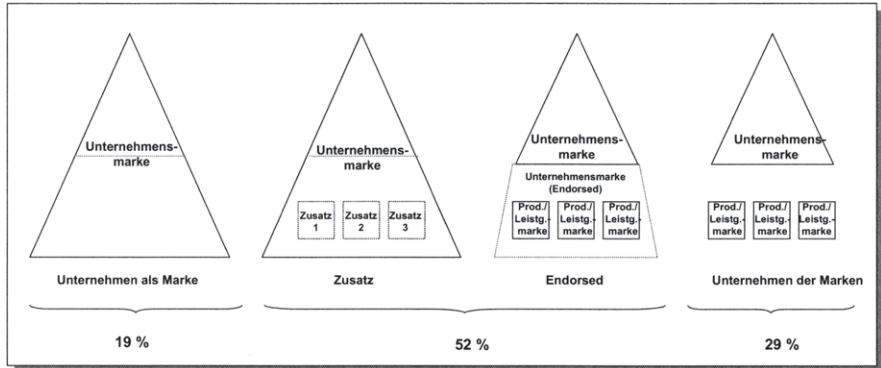 Unternehmens-
marke
Unternehmens-
marke
Zusatz
1
Zusatz
2
Zusatz
3
Unternehmens-
marke
Unternehmensmarke
(Endorsed)
Prod./
Leistg.-
marke
Prod./
Leistg.-
marke
Prod./
Leistg.-
marke
Unternehmens-
marke
Prod./
Leistg.-
marke
Prod./
Leistg.-
marke
Prod./
Leistg.-
marke
Unternehmen als Marke
Zusatz
Endorsed
Unternehmen der Marken
19 %
52 %
29 %